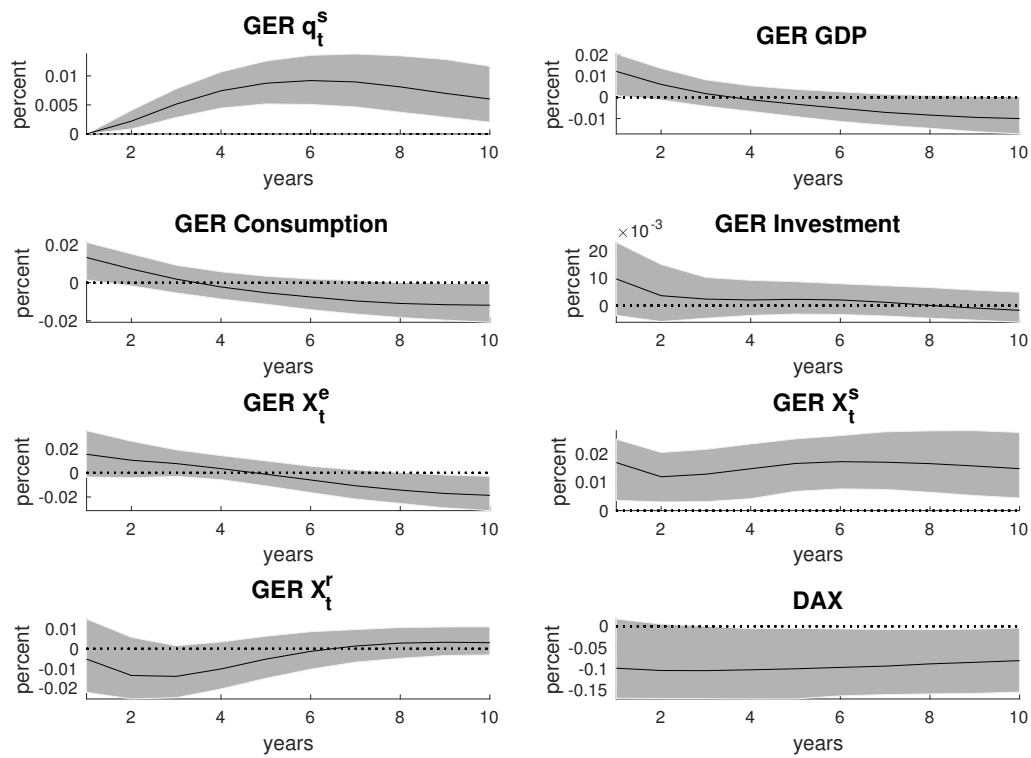 GER q_t^s
percent
0.01
0.005
0
2 4 6 8 10
years
GER GDP
percent
0.02
0.01
0
-0.01
2 4 6 8 10
years
GER Consumption
percent
0.02
0
-0.02
2 4 6 8 10
years
GER Investment
×10^-3
percent
20
10
0
2 4 6 8 10
years
GER X_t^e
percent
0.02
0
-0.02
2 4 6 8 10
years
GER X_t^s
percent
0.02
0.01
0
2 4 6 8 10
years
GER X_t^r
percent
0.01
0
-0.01
-0.02
2 4 6 8 10
years
DAX
percent
0
-0.05
-0.1
-0.15
2 4 6 8 10
years